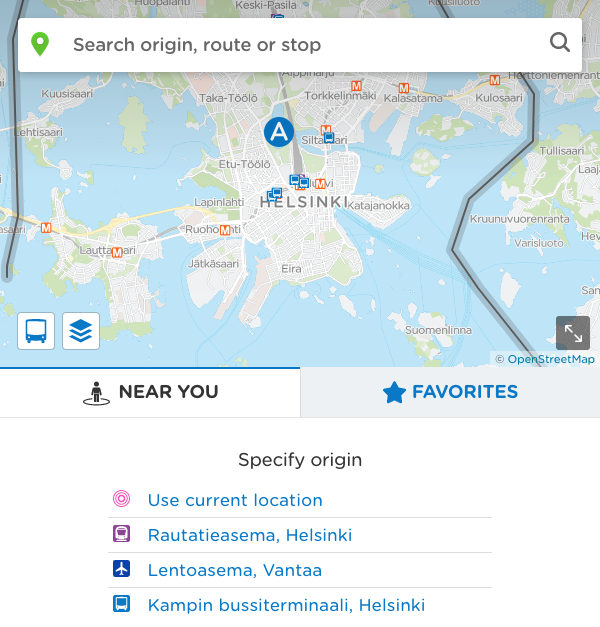 Huopalahti
Keski-Pasila
Search origin, route or stop
Herttoniemenranta
Kuusisaari
Taka-Töölö
Torkkelinmäki
M
Kalasatama
M
Kulosaari
M
Lehtisaari
A
M
Etu-Töölö
Tullisaari
Jollas
M
HELSINKI
Lapinlahti
Katajanokka
Kruunuvuorenranta
M
Ruoholahti
M
Lauttasaari
M
Varisluoto
Jätkäsaari
Eira
Suomenlinna
© OpenStreetMap
NEAR YOU
FAVORITES
Specify origin
Use current location
Rautatieasema, Helsinki
Lentoasema, Vantaa
Kampin bussiterminaali, Helsinki